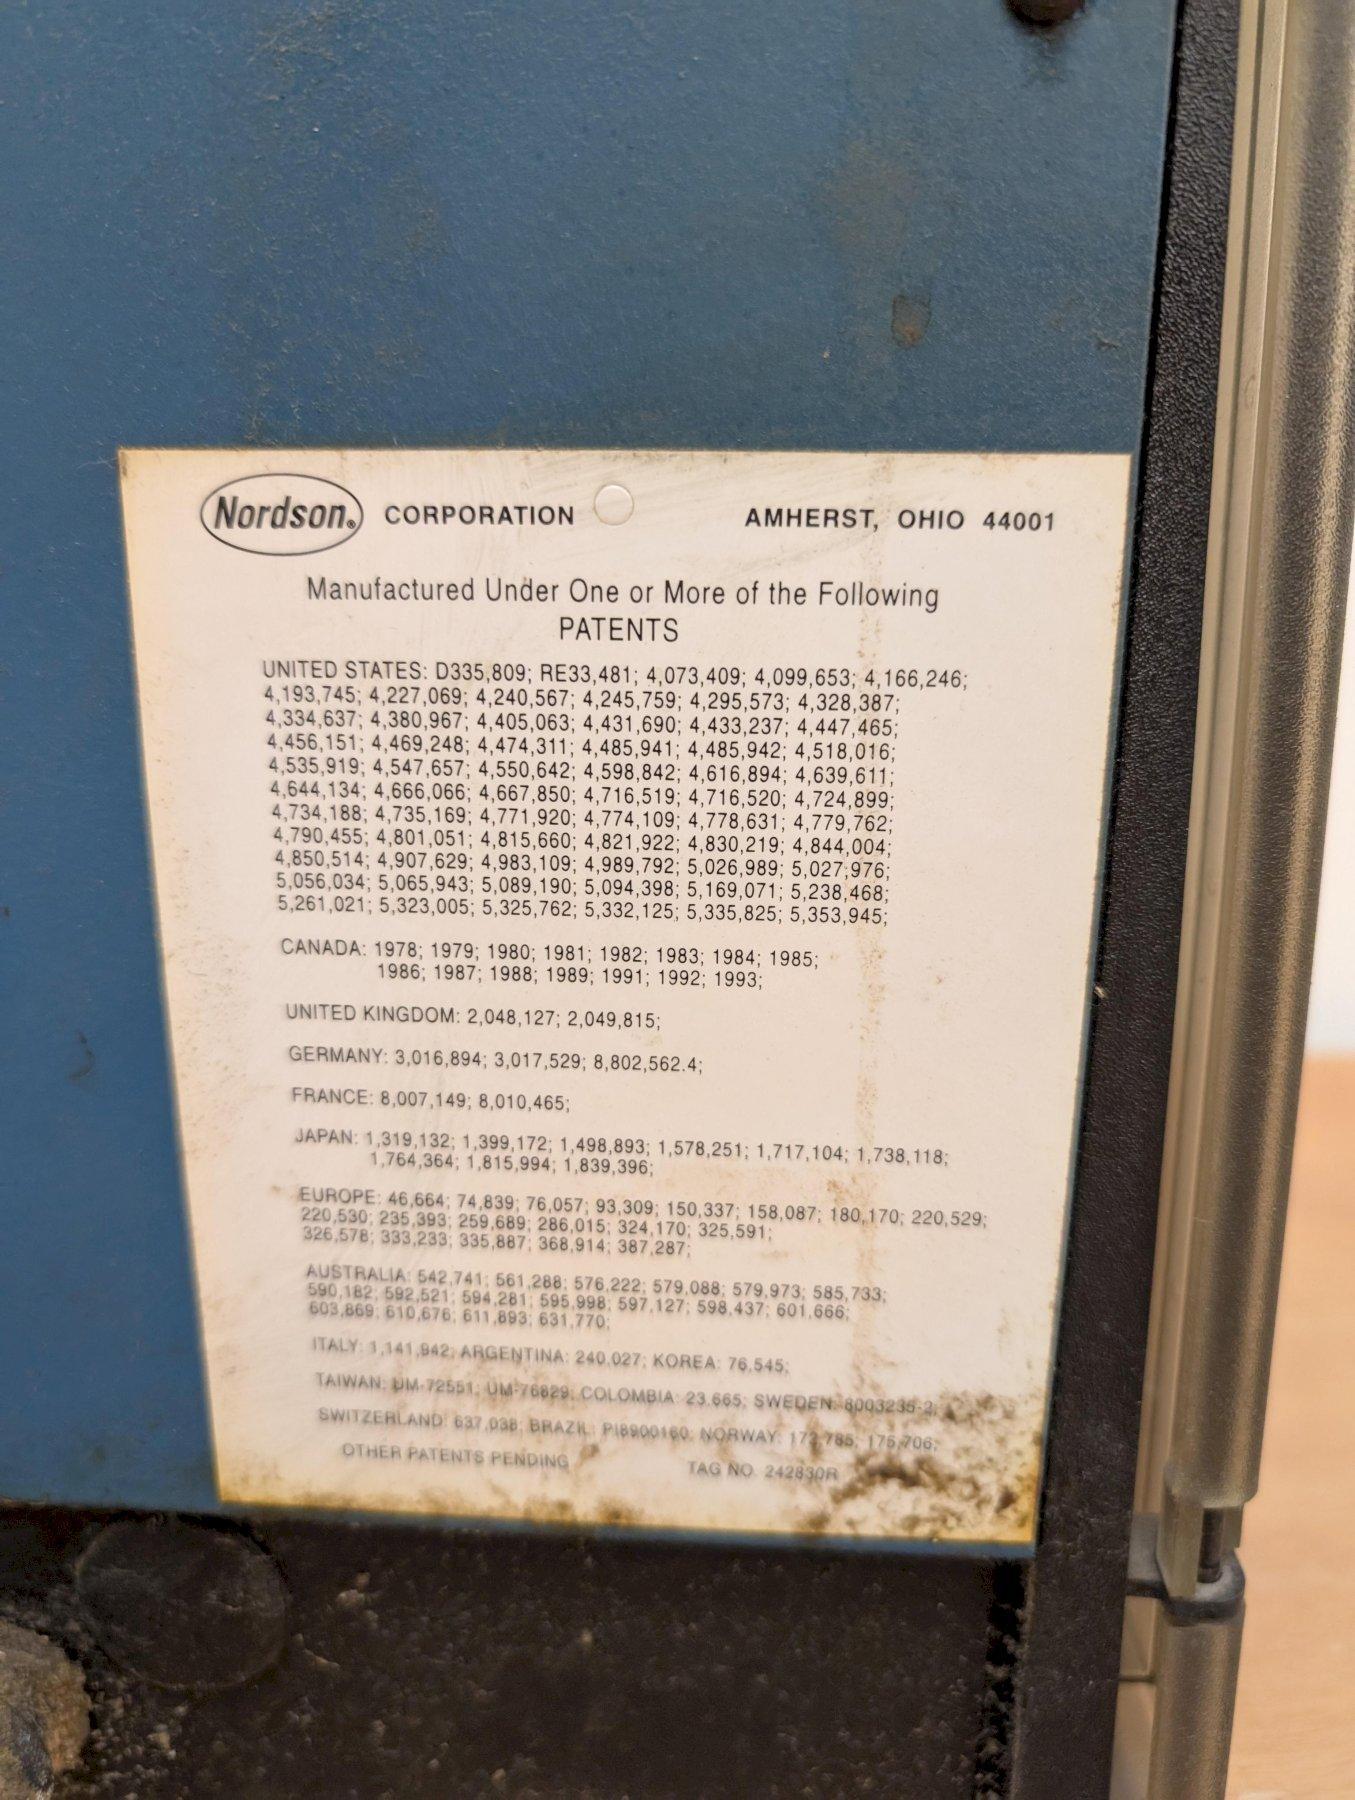 Nordson® CORPORATION AMHERST, OHIO 44001
Manufactured Under One or More of the Following
PATENTS
UNITED STATES: D335,809; RE33,481; 4,073,409; 4,099,653; 4,166,246;
4,193,745; 4,227,069; 4,240,567; 4,245,759; 4,295,573; 4,328,387;
4,334,637; 4,380,967; 4,405,063; 4,431,690; 4,433,237; 4,447,465;
4,456,151; 4,469,248; 4,474,311; 4,485,941; 4,485,942; 4,518,016;
4,535,919; 4,547,657; 4,550,642; 4,598,842; 4,616,894; 4,639,611;
4,644,134; 4,666,066; 4,667,850; 4,716,519; 4,716,520; 4,724,899;
4,734,188; 4,735,169; 4,771,920; 4,774,109; 4,778,631; 4,779,762;
4,790,455; 4,801,051; 4,815,660; 4,821,922; 4,830,219; 4,844,004;
4,850,514; 4,907,629; 4,983,109; 4,989,792; 5,026,989; 5,027,976;
5,056,034; 5,065,943; 5,089,190; 5,094,398; 5,169,071; 5,238,468;
5,261,021; 5,323,005; 5,325,762; 5,332,125; 5,335,825; 5,353,945;
CANADA: 1978; 1979; 1980; 1981; 1982; 1983; 1984; 1985;
1986; 1987; 1988; 1989; 1991; 1992; 1993;
UNITED KINGDOM: 2,048,127; 2,049,815;
GERMANY: 3,016,894; 3,017,529; 8,802,562.4;
FRANCE: 8,007,149; 8,010,465;
JAPAN: 1,319,132; 1,399,172; 1,498,893; 1,578,251; 1,717,104; 1,738,118;
1,764,364; 1,815,994; 1,839,396;
EUROPE: 46,664; 74,839; 76,057; 93,309; 150,337; 158,087; 180,170; 220,529;
220,530; 235,393; 259,689; 286,015; 324,170; 325,591;
326,578; 333,233; 335,887; 368,914; 387,287;
AUSTRALIA: 542,741; 561,288; 576,222; 579,088; 579,973; 585,733;
590,182; 592,521; 594,281; 595,998; 597,127; 598,437; 601,666;
603,869; 610,676; 611,893; 631,770;
ITALY: 1,141,942; ARGENTINA: 240,027; KOREA: 76,545;
TAIWAN: UM-72551; UM-76829; COLOMBIA: 23,665; SWEDEN: 8003235-2;
SWITZERLAND: 637,038; BRAZIL: PI8900160; NORWAY: 172,785; 175,706;
OTHER PATENTS PENDING TAG NO. 242830R